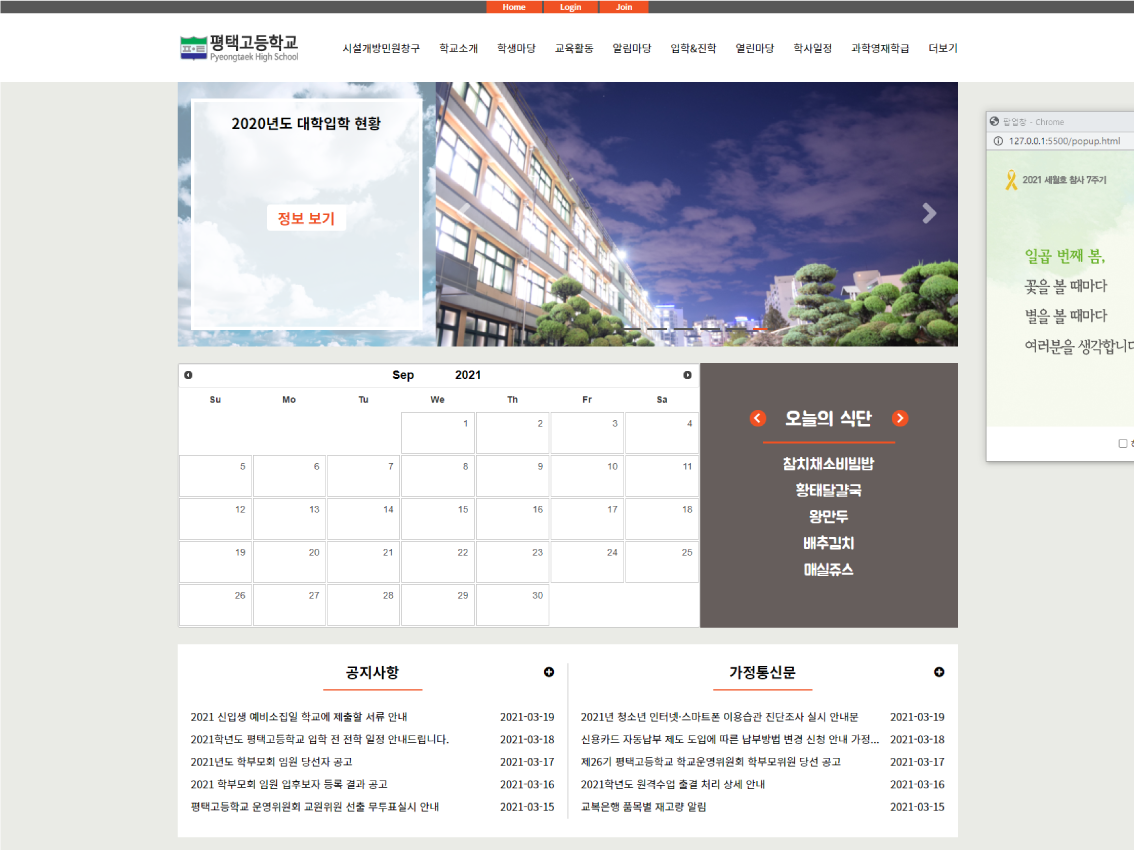 Home Login Join
평택고등학교
Pyeongtaek High School
시설개방민원창구 학교소개 학생마당 교육활동 알림마당 입학&진학 열린마당 학사일정 과학영재학급 더보기
2020년도 대학입학 현황
정보 보기
팝업창 - Chrome
127.0.0.1:5500/popup.html
2021 세월호 참사 7주기
일곱 번째 봄,
꽃을 볼 때마다
별을 볼 때마다
여러분을 생각합니다
Sep 2021
Su Mo Tu We Th Fr Sa
1 2 3 4
5 6 7 8 9 10 11
12 13 14 15 16 17 18
19 20 21 22 23 24 25
26 27 28 29 30
오늘의 식단
참치채소비빔밥
황태달걀국
왕만두
배추김치
매실쥬스
공지사항
2021 신입생 예비소집일 학교에 제출할 서류 안내 2021-03-19
2021학년도 평택고등학교 입학 전 전학 일정 안내드립니다. 2021-03-18
2021년도 학부모회 임원 당선자 공고 2021-03-17
2021 학부모회 임원 입후보자 등록 결과 공고 2021-03-16
평택고등학교 운영위원회 교원위원 선출 무투표실시 안내 2021-03-15
가정통신문
2021년 청소년 인터넷·스마트폰 이용습관 진단조사 실시 안내문 2021-03-19
신용카드 자동납부 제도 도입에 따른 납부방법 변경 신청 안내 가정... 2021-03-18
제26기 평택고등학교 학교운영위원회 학부모위원 당선 공고 2021-03-17
2021학년도 원격수업 출결 처리 상세 안내 2021-03-16
교복은행 품목별 재고량 알림 2021-03-15